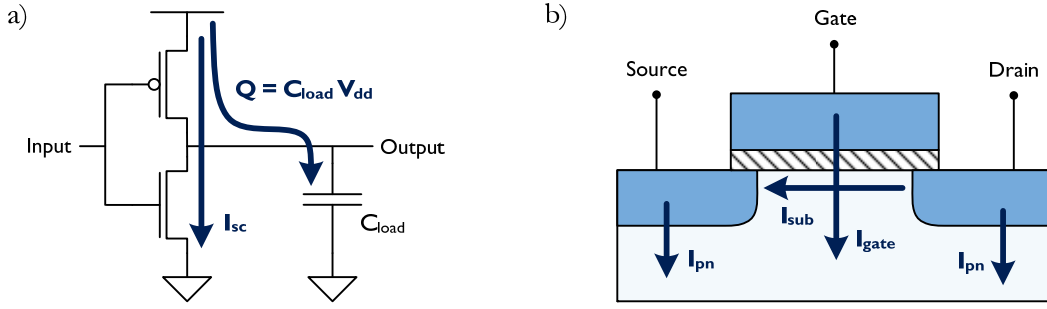 a)
Q = Cload Vdd
Input
Output
Isc
Cload
b)
Gate
Source
Drain
Isub
Igate
Ipn
Ipn